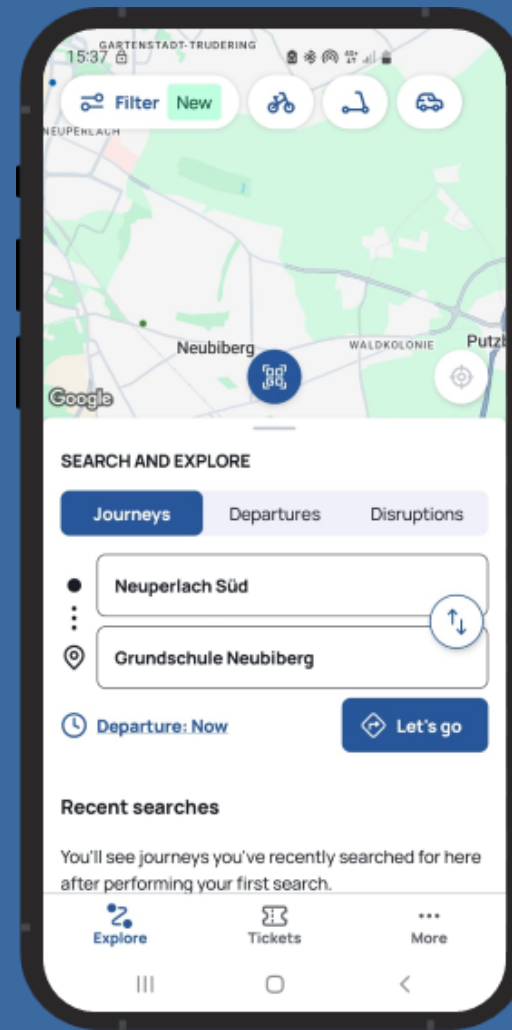 GARTENSTADT-TRUDERING
15:37
Filter New
NEUPERLACH
Neubiberg
WALDKOLONIE
Putzb
Google
SEARCH AND EXPLORE
Journeys Departures Disruptions
Neuperlach Süd
Grundschule Neubiberg
Departure: Now
Let's go
Recent searches
You'll see journeys you've recently searched for here
after performing your first search.
Explore Tickets More